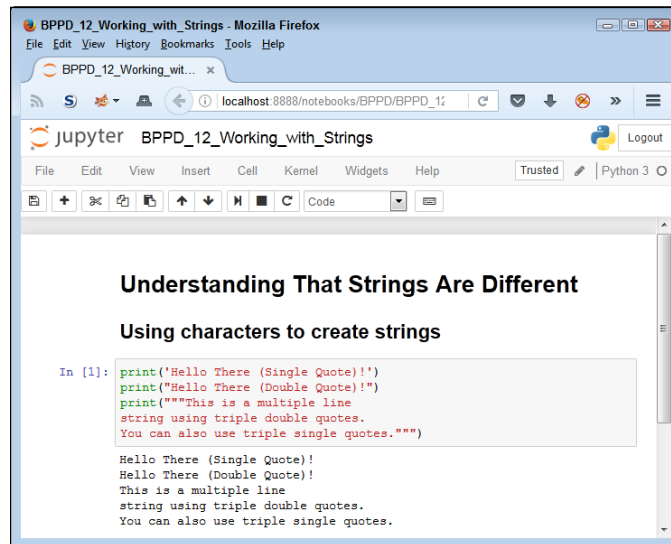 BPPD_12_Working_with_Strings - Mozilla Firefox
File Edit View History Bookmarks Tools Help
BPPD_12_Working_wit... ×
localhost:8888/notebooks/BPPD/BPPD_12
jupyter BPPD_12_Working_with_Strings Logout
File Edit View Insert Cell Kernel Widgets Help Trusted Python 3
Code
Understanding That Strings Are Different
Using characters to create strings
In [1]: print('Hello There (Single Quote)!')
print("Hello There (Double Quote)!")
print("""This is a multiple line
string using triple double quotes.
You can also use triple single quotes.""")
Hello There (Single Quote)!
Hello There (Double Quote)!
This is a multiple line
string using triple double quotes.
You can also use triple single quotes.